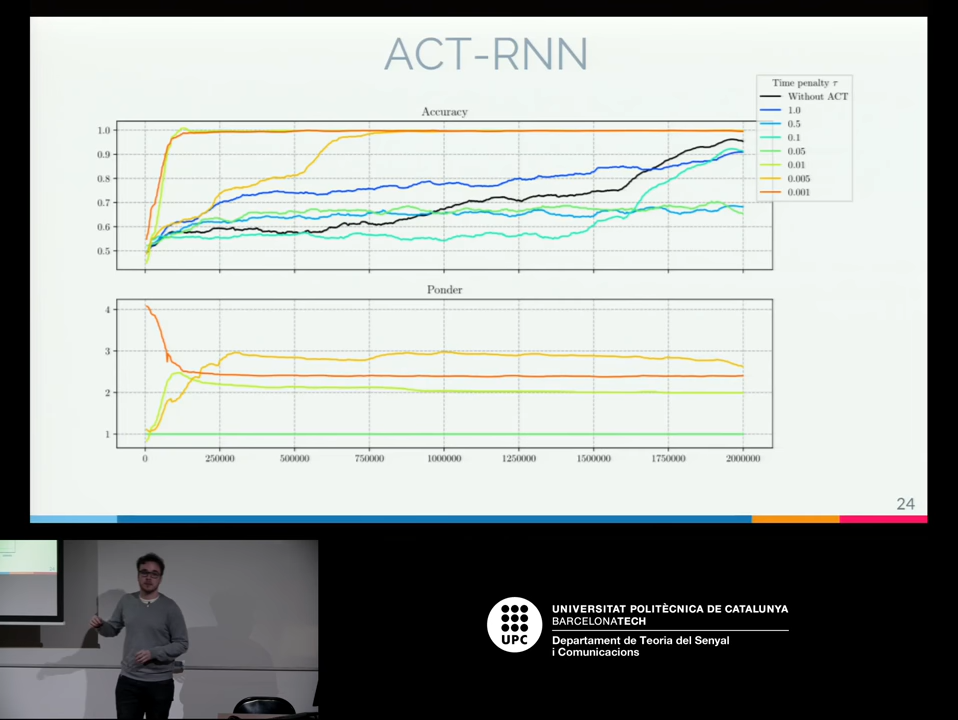 ACT-RNN
Accuracy
1.0
0.9
0.8
0.7
0.6
0.5
Time penalty τ
Without ACT
1.0
0.5
0.1
0.05
0.01
0.005
0.001
Ponder
4
3
2
1
0
250000
500000
750000
1000000
1250000
1500000
1750000
2000000
24
UPC
UNIVERSITAT POLITÈCNICA DE CATALUNYA
BARCELONATECH
Departament de Teoria del Senyal
i Comunicacions